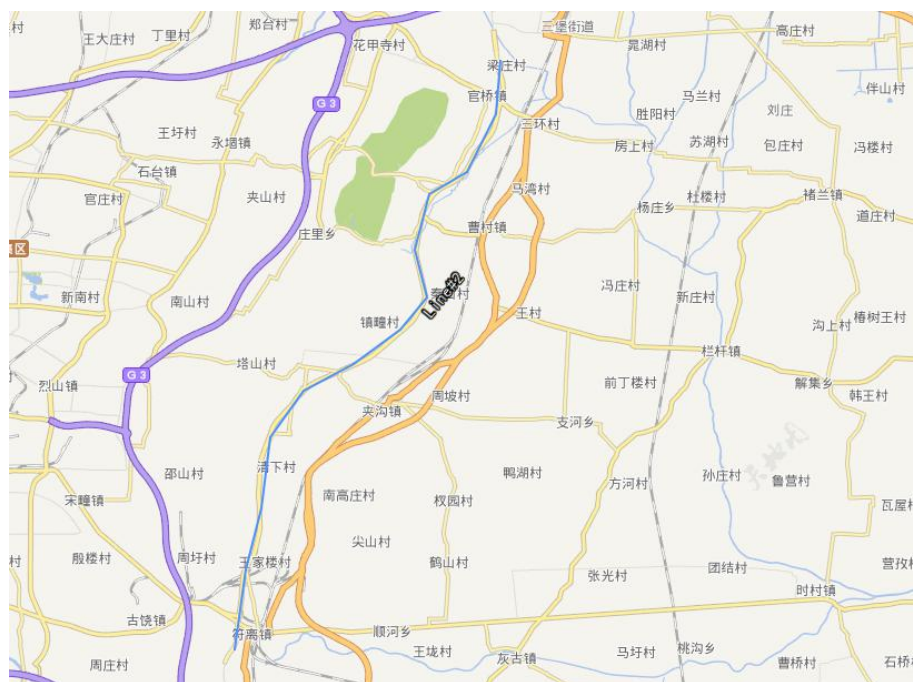 郑台村
三堡街道
高庄村
王大庄村
丁里村
花甲寺村
晁湖村
梁庄村
官桥镇
马兰村
伴山村
G 3
胜阳村
刘庄
王圩村
永堌镇
三环村
房上村
苏湖村
包庄村
冯楼村
石台镇
官庄村
夹山村
马湾村
杜楼村
褚兰镇
杨庄乡
道庄村
庄里乡
曹村镇
区
新南村
南山村
Line#2
冯庄村
新庄村
镇疃村
王村
椿树王村
沟上村
塔山村
栏杆镇
G 3
烈山镇
前丁楼村
解集乡
韩王村
周坡村
夹沟镇
支河乡
邵山村
鸭湖村
孙庄村
方河村
鲁营村
宋疃镇
南高庄村
杈园村
瓦屋村
尖山村
殷楼村
周圩村
王家楼村
鹤山村
张光村
团结村
营孜村
时村镇
古饶镇
符离镇
顺河乡
王垅村
灰古镇
马圩村
桃沟乡
周庄村
曹桥村
石桥村